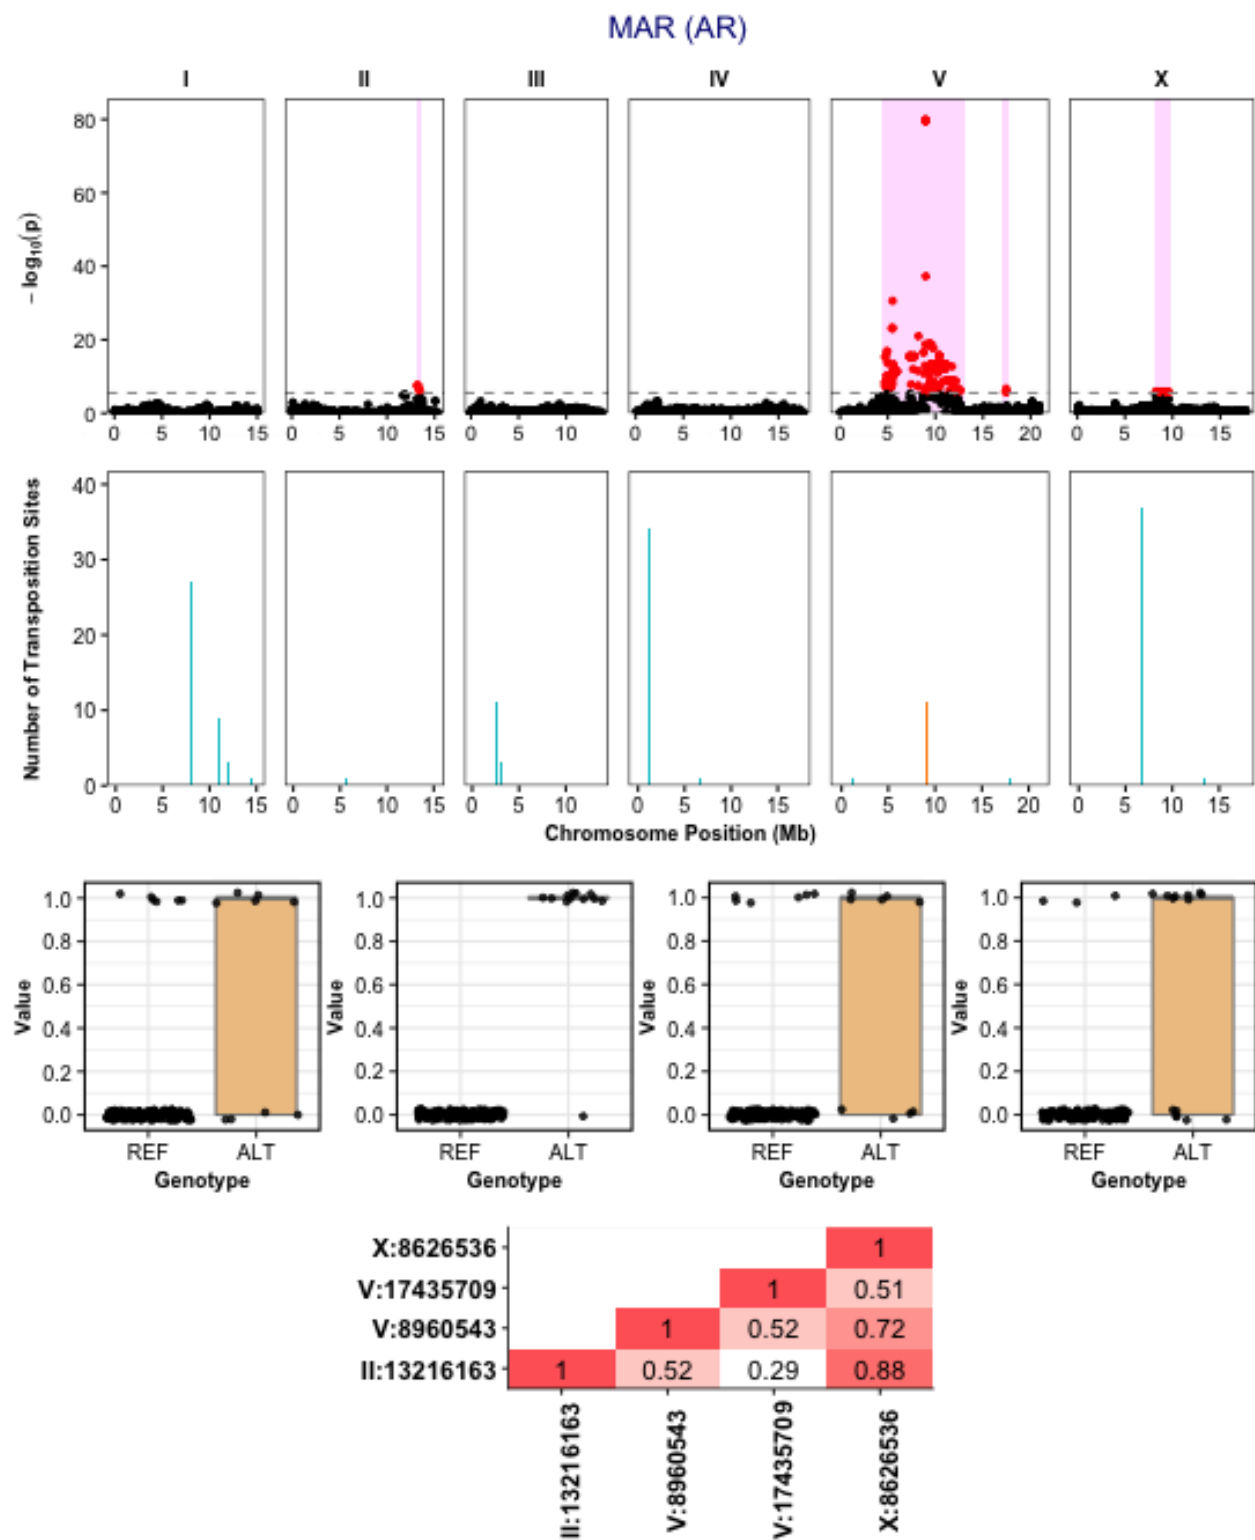 MAR (AR)
I II III IV V X
− log10(p)
80
60
40
20
0
0 5 10 15 0 5 10 15 0 5 10 0 5 10 15 0 5 10 15 20 0 5 10 15
Number of Transposition Sites
40
30
20
10
0
0 5 10 15 0 5 10 15 0 5 10 0 5 10 15 0 5 10 15 20 0 5 10 15
Chromosome Position (Mb)
Value
1.0
0.8
0.6
0.4
0.2
0.0
REF ALT
Genotype
Value
1.0
0.8
0.6
0.4
0.2
0.0
REF ALT
Genotype
Value
1.0
0.8
0.6
0.4
0.2
0.0
REF ALT
Genotype
Value
1.0
0.8
0.6
0.4
0.2
0.0
REF ALT
Genotype
X:8626536 1
V:17435709 1 0.51
V:8960543 1 0.52 0.72
II:13216163 1 0.52 0.29 0.88
II:13216163
V:8960543
V:17435709
X:8626536